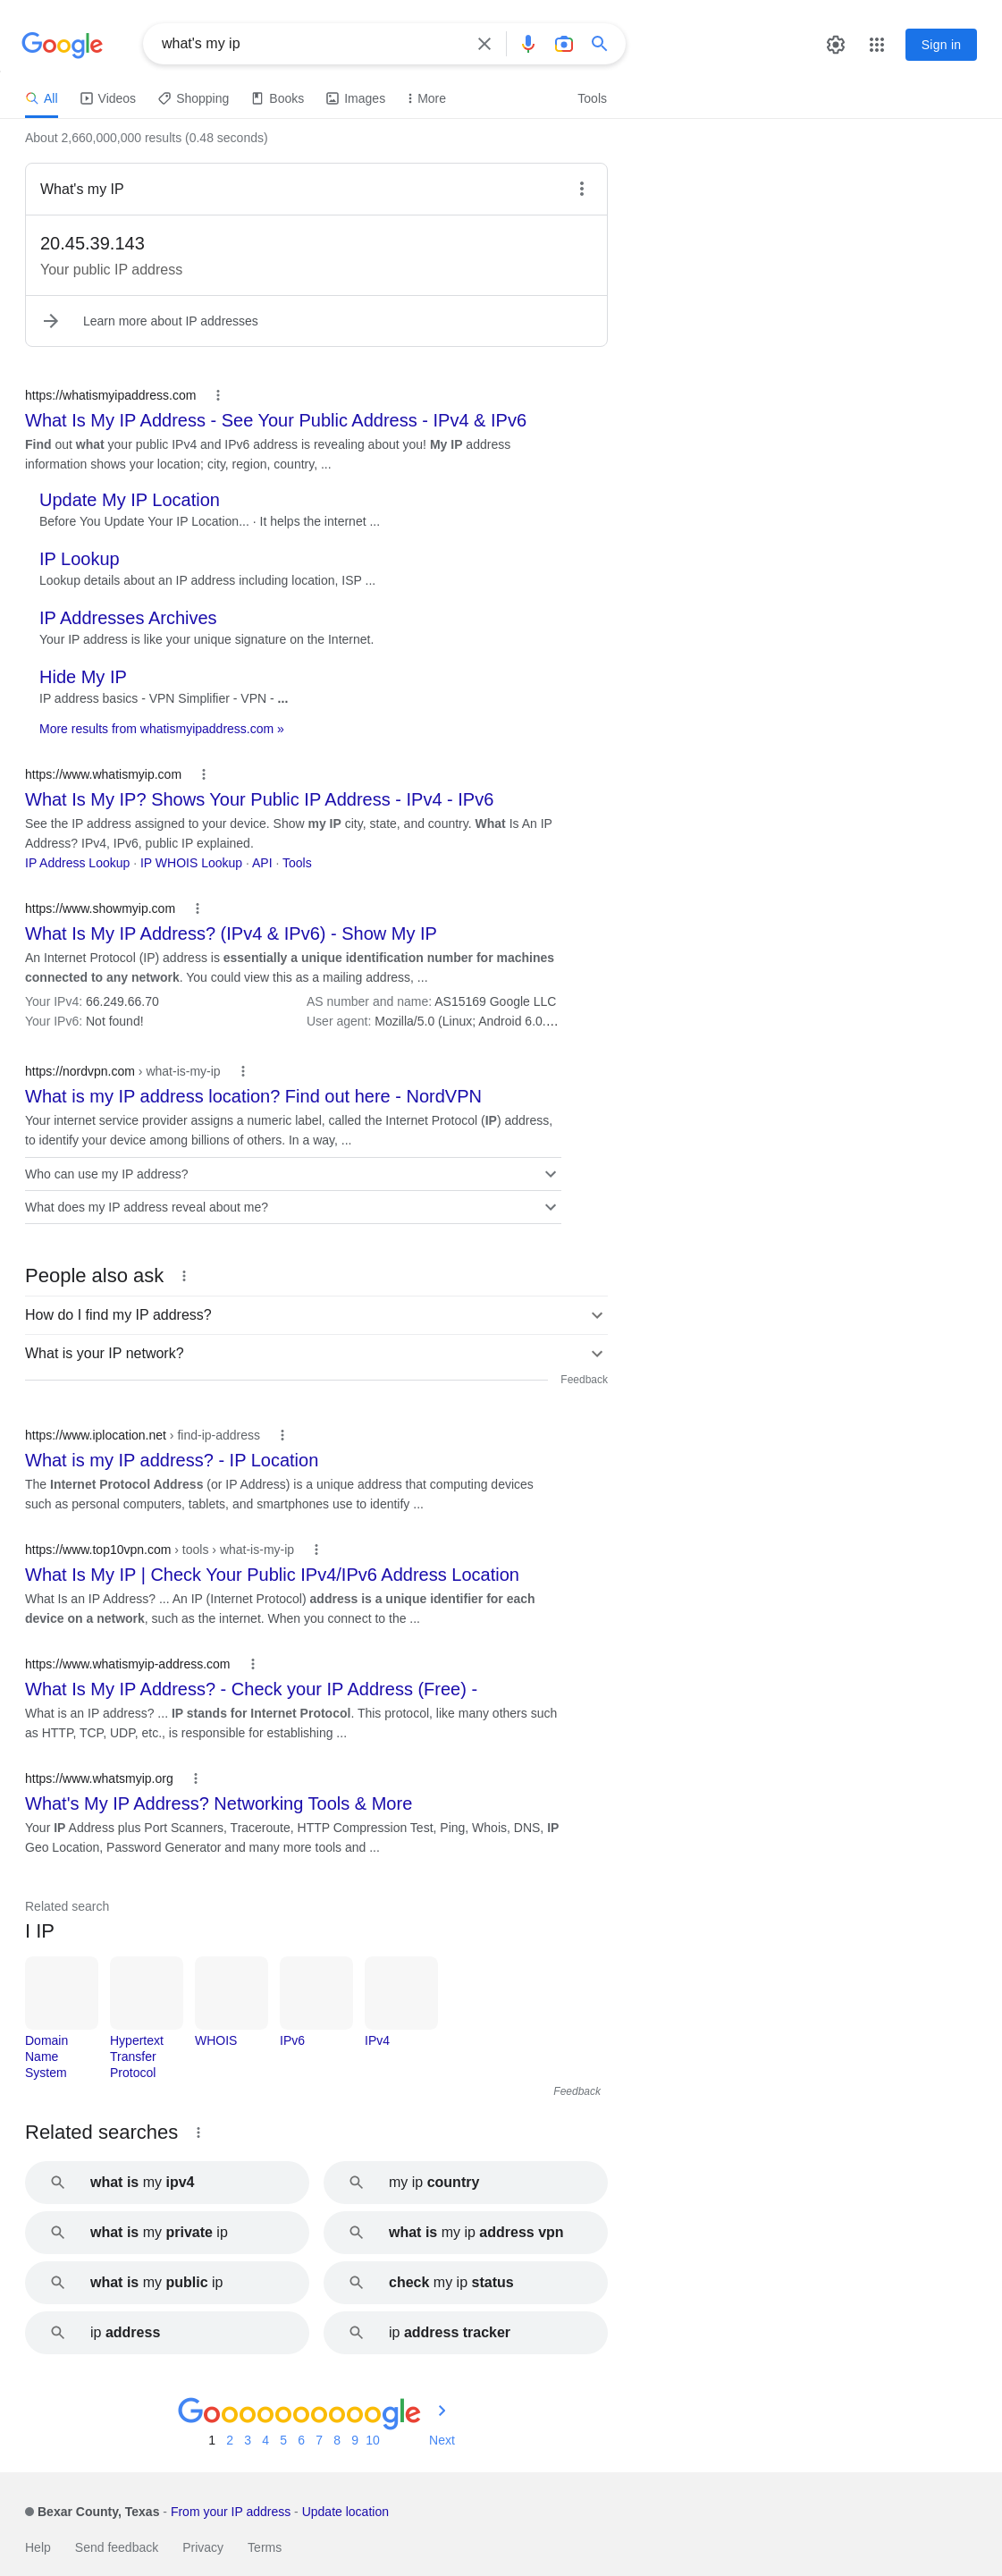 Google
what's my ip
Sign in
All
Videos
Shopping
Books
Images
More
Tools
About 2,660,000,000 results (0.48 seconds)
What's my IP
20.45.39.143
Your public IP address
Learn more about IP addresses
https://whatismyipaddress.com
What Is My IP Address - See Your Public Address - IPv4 & IPv6
Find out what your public IPv4 and IPv6 address is revealing about you! My IP address
information shows your location; city, region, country, ...
Update My IP Location
Before You Update Your IP Location... · It helps the internet ...
IP Lookup
Lookup details about an IP address including location, ISP ...
IP Addresses Archives
Your IP address is like your unique signature on the Internet.
Hide My IP
IP address basics - VPN Simplifier - VPN - ...
More results from whatismyipaddress.com »
https://www.whatismyip.com
What Is My IP? Shows Your Public IP Address - IPv4 - IPv6
See the IP address assigned to your device. Show my IP city, state, and country. What Is An IP
Address? IPv4, IPv6, public IP explained.
IP Address Lookup · IP WHOIS Lookup · API · Tools
https://www.showmyip.com
What Is My IP Address? (IPv4 & IPv6) - Show My IP
An Internet Protocol (IP) address is essentially a unique identification number for machines
connected to any network. You could view this as a mailing address, ...
Your IPv4: 66.249.66.70
AS number and name: AS15169 Google LLC
Your IPv6: Not found!
User agent: Mozilla/5.0 (Linux; Android 6.0....
https://nordvpn.com › what-is-my-ip
What is my IP address location? Find out here - NordVPN
Your internet service provider assigns a numeric label, called the Internet Protocol (IP) address,
to identify your device among billions of others. In a way, ...
Who can use my IP address?
What does my IP address reveal about me?
People also ask
How do I find my IP address?
What is your IP network?
Feedback
https://www.iplocation.net › find-ip-address
What is my IP address? - IP Location
The Internet Protocol Address (or IP Address) is a unique address that computing devices
such as personal computers, tablets, and smartphones use to identify ...
https://www.top10vpn.com › tools › what-is-my-ip
What Is My IP | Check Your Public IPv4/IPv6 Address Location
What Is an IP Address? ... An IP (Internet Protocol) address is a unique identifier for each
device on a network, such as the internet. When you connect to the ...
https://www.whatismyip-address.com
What Is My IP Address? - Check your IP Address (Free) -
What is an IP address? ... IP stands for Internet Protocol. This protocol, like many others such
as HTTP, TCP, UDP, etc., is responsible for establishing ...
https://www.whatsmyip.org
What's My IP Address? Networking Tools & More
Your IP Address plus Port Scanners, Traceroute, HTTP Compression Test, Ping, Whois, DNS, IP
Geo Location, Password Generator and many more tools and ...
Related search
I IP
Domain
Name
System
Hypertext
Transfer
Protocol
WHOIS
IPv6
IPv4
Feedback
Related searches
what is my ipv4
my ip country
what is my private ip
what is my ip address vpn
what is my public ip
check my ip status
ip address
ip address tracker
Goooooooooogle
1 2 3 4 5 6 7 8 9 10
Next
Bexar County, Texas - From your IP address - Update location
Help
Send feedback
Privacy
Terms